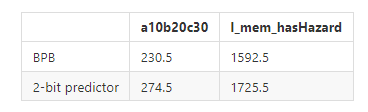 a10b20c30 l_mem_hasHazard
BPB 230.5 1592.5
2-bit predictor 274.5 1725.5